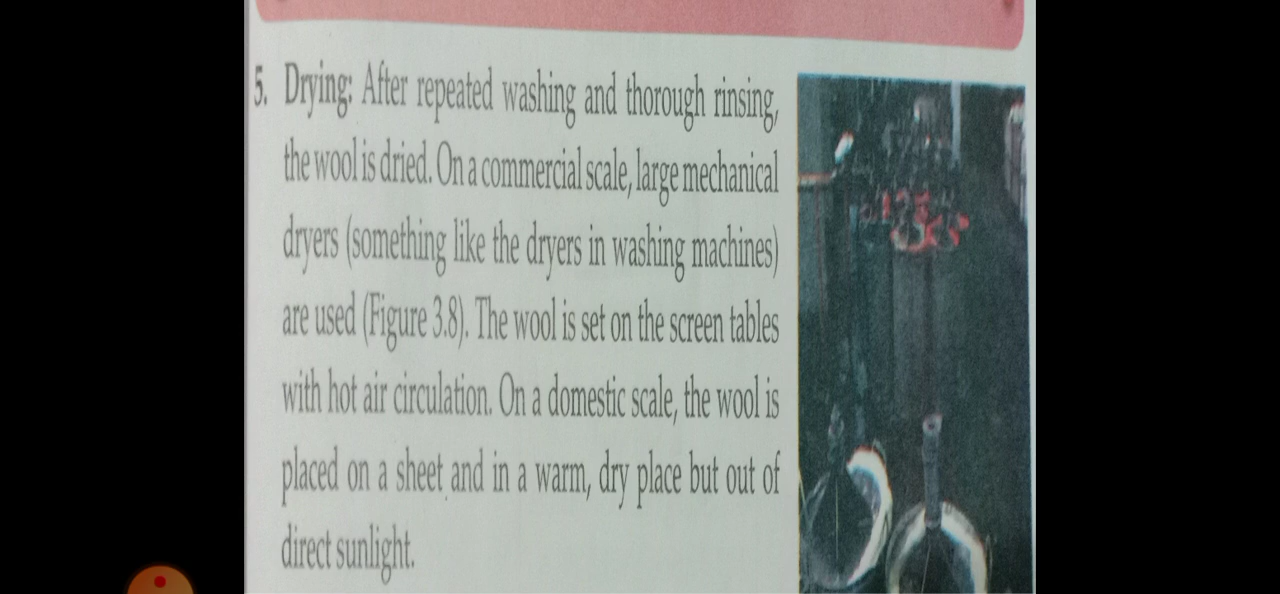 5. Drying: After repeated washing and thorough rinsing,
the wool is dried. On a commercial scale, large mechanical
dryers (something like the dryers in washing machines)
are used (Figure 3.8). The wool is set on the screen tables
with hot air circulation. On a domestic scale, the wool is
placed on a sheet and in a warm, dry place but out of
direct sunlight.